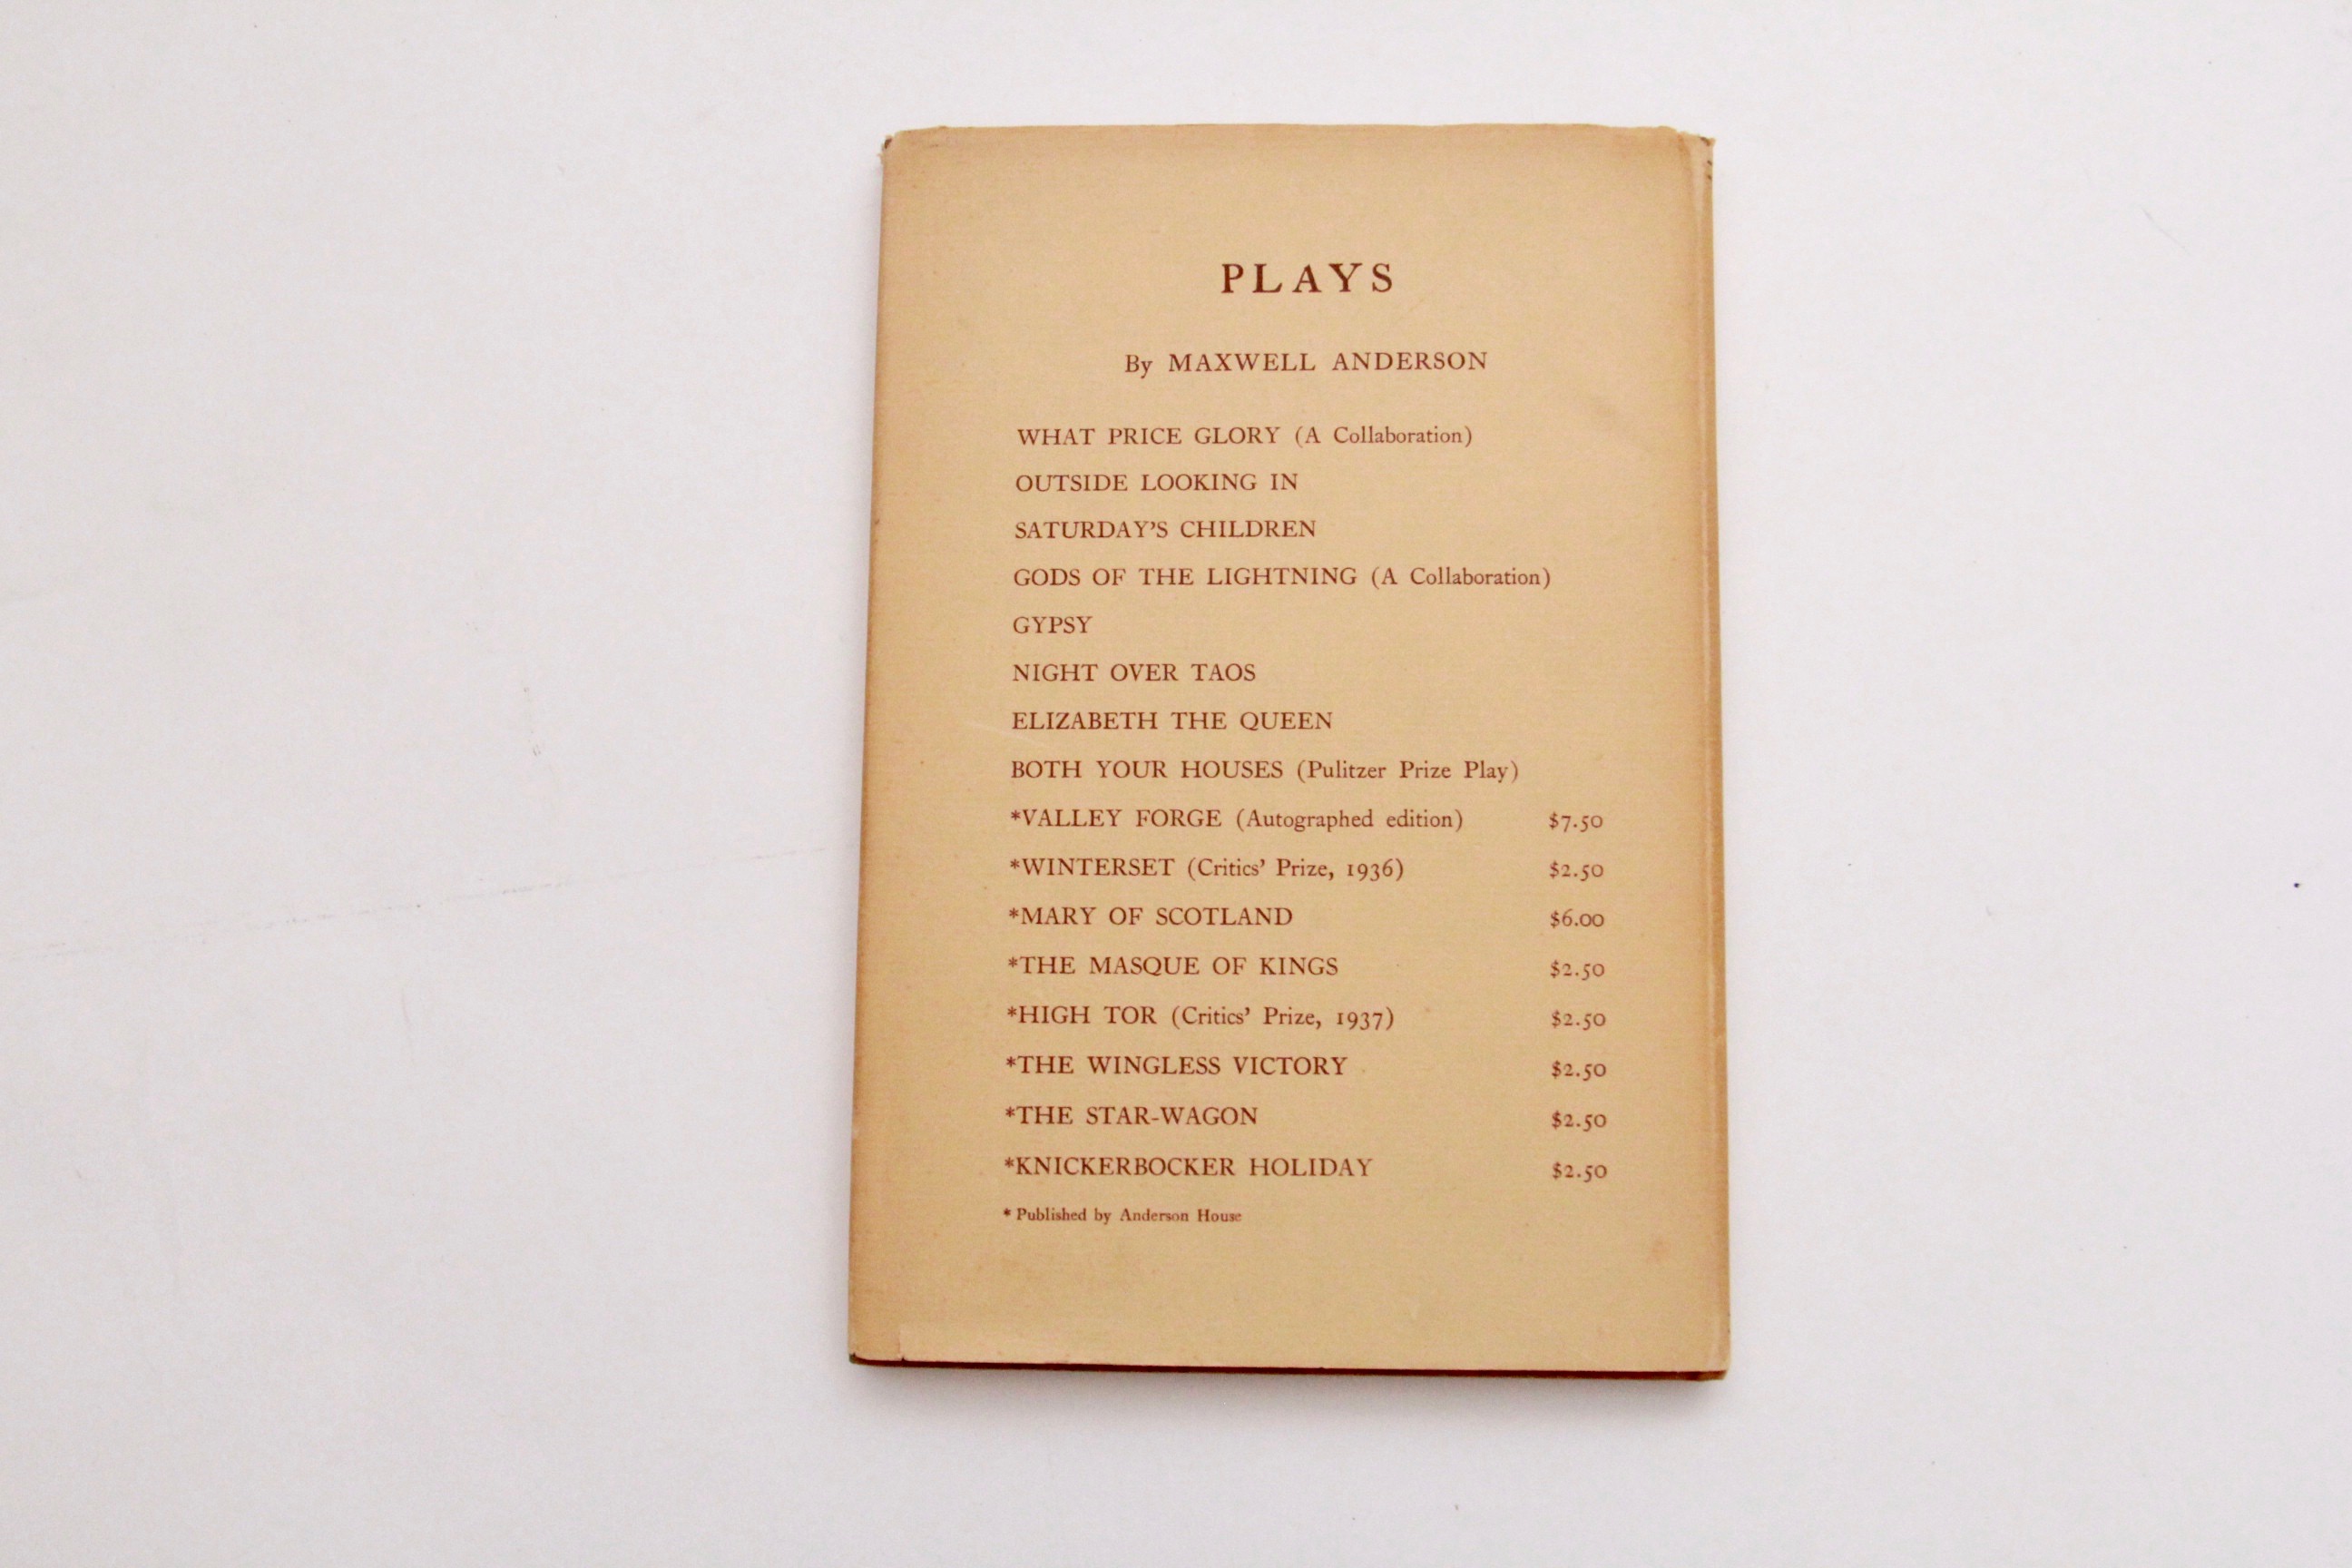 PLAYS
By MAXWELL ANDERSON
WHAT PRICE GLORY (A Collaboration)
OUTSIDE LOOKING IN
SATURDAY'S CHILDREN
GODS OF THE LIGHTNING (A Collaboration)
GYPSY
NIGHT OVER TAOS
ELIZABETH THE QUEEN
BOTH YOUR HOUSES (Pulitzer Prize Play)
*VALLEY FORGE (Autographed edition) $7.50
*WINTERSET (Critics' Prize, 1936) $2.50
*MARY OF SCOTLAND $6.00
*THE MASQUE OF KINGS $2.50
*HIGH TOR (Critics' Prize, 1937) $2.50
*THE WINGLESS VICTORY $2.50
*THE STAR-WAGON $2.50
*KNICKERBOCKER HOLIDAY $2.50
* Published by Anderson House